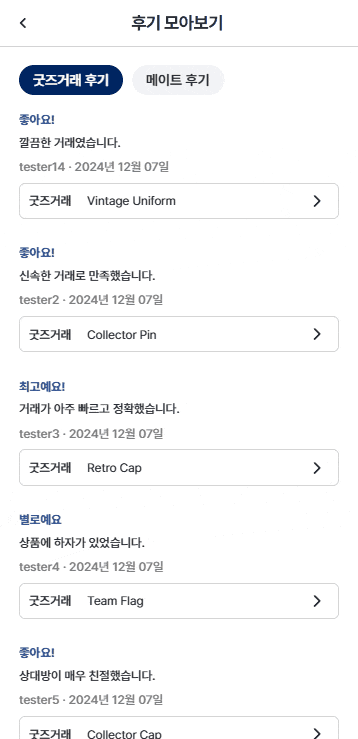 후기 모아보기
굿즈거래 후기 메이트 후기
좋아요!
깔끔한 거래였습니다.
tester14 · 2024년 12월 07일
굿즈거래 Vintage Uniform
좋아요!
신속한 거래로 만족했습니다.
tester2 · 2024년 12월 07일
굿즈거래 Collector Pin
최고예요!
거래가 아주 빠르고 정확했습니다.
tester3 · 2024년 12월 07일
굿즈거래 Retro Cap
별로예요
상품에 하자가 있었습니다.
tester4 · 2024년 12월 07일
굿즈거래 Team Flag
좋아요!
상대방이 매우 친절했습니다.
tester5 · 2024년 12월 07일
굿즈거래 Collector Cap